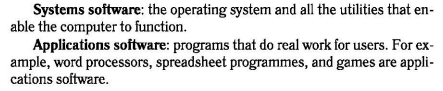 Systems software: the operating system and all the utilities that en-
able the computer to function.
Applications software: programs that do real work for users. For ex-
ample, word processors, spreadsheet programmes, and games are appli-
cations software.